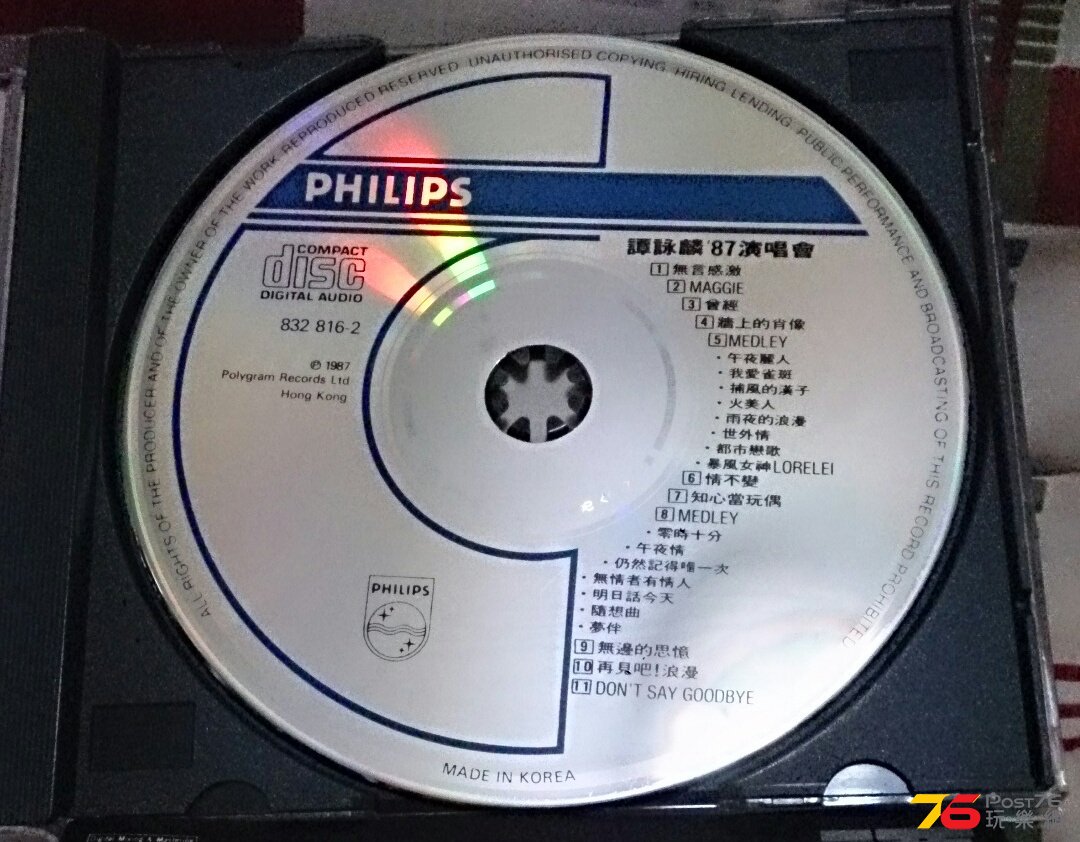 ALL RIGHTS OF THE PRODUCER AND OF THE OWNER OF THE WORK REPRODUCED RESERVED. UNAUTHORISED COPYING, HIRING, LENDING, PUBLIC PERFORMANCE AND BROADCASTING OF THIS RECORD PROHIBITED
PHILIPS
COMPACT
disc
DIGITAL AUDIO
832 816-2
℗ 1987
Polygram Records Ltd
Hong Kong
譚詠麟'87演唱會
1 無言感激
2 MAGGIE
3 曾經
4 牆上的肖像
5 MEDLEY
·午夜麗人
·我愛雀斑
·捕風的漢子
·火美人
·雨夜的浪漫
·世外情
·都市戀歌
·暴風女神LORELEI
6 情不變
7 知心當玩偶
8 MEDLEY
·零時十分
·午夜情
·仍然記得嗰一次
·無情者有情人
·明日話今天
·隨想曲
·夢伴
9 無邊的思憶
10 再見吧!浪漫
11 DON'T SAY GOODBYE
PHILIPS
MADE IN KOREA
76 POST76
玩樂